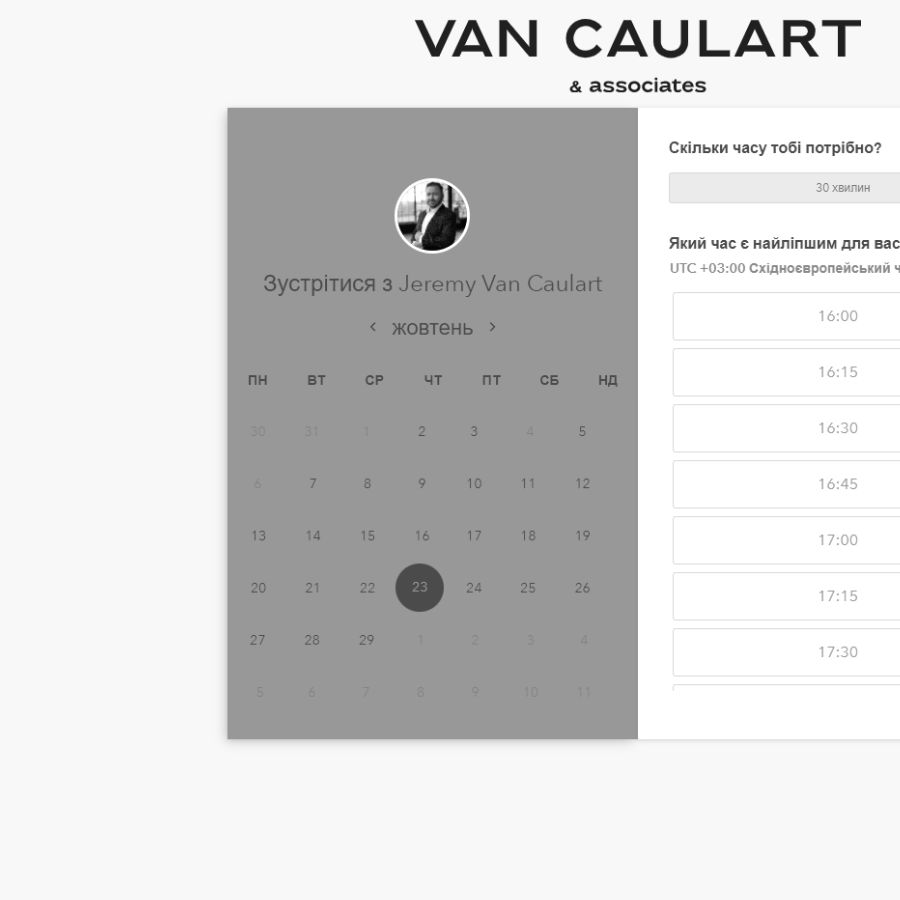 VAN CAULART
& associates
Зустрітися з Jeremy Van Caulart
жовтень
ПН ВТ СР ЧТ ПТ СБ НД
30 31 1 2 3 4 5
6 7 8 9 10 11 12
13 14 15 16 17 18 19
20 21 22 23 24 25 26
27 28 29 1 2 3 4
5 6 7 8 9 10 11
Скільки часу тобі потрібно?
30 хвилин
Який час є найліпшим для вас
UTC +03:00 Східноєвропейський ч
16:00
16:15
16:30
16:45
17:00
17:15
17:30